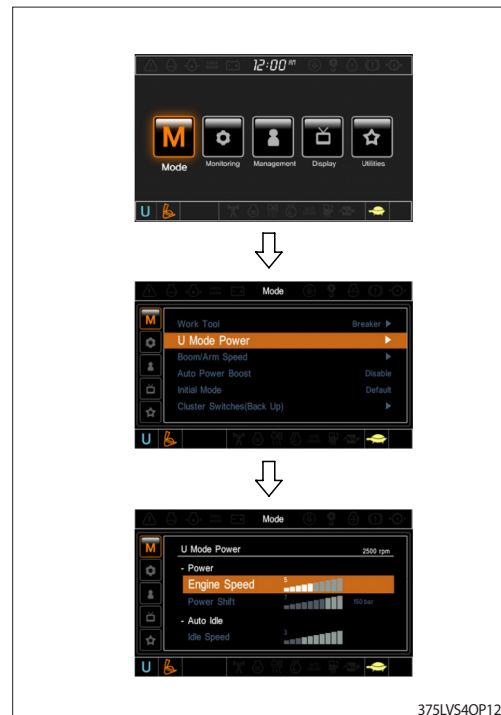 12:00 AM
M
Mode
Monitoring
Management
Display
Utilities
U
Mode
M
Work Tool Breaker ▶
U Mode Power ▶
Boom/Arm Speed ▶
Auto Power Boost Disable
Initial Mode Default
Cluster Switches(Back Up) ▶
U
Mode
M
U Mode Power 2500 rpm
- Power
Engine Speed 5
Power Shift 7 150 bar
- Auto Idle
Idle Speed 3
U
375LVS4OP12